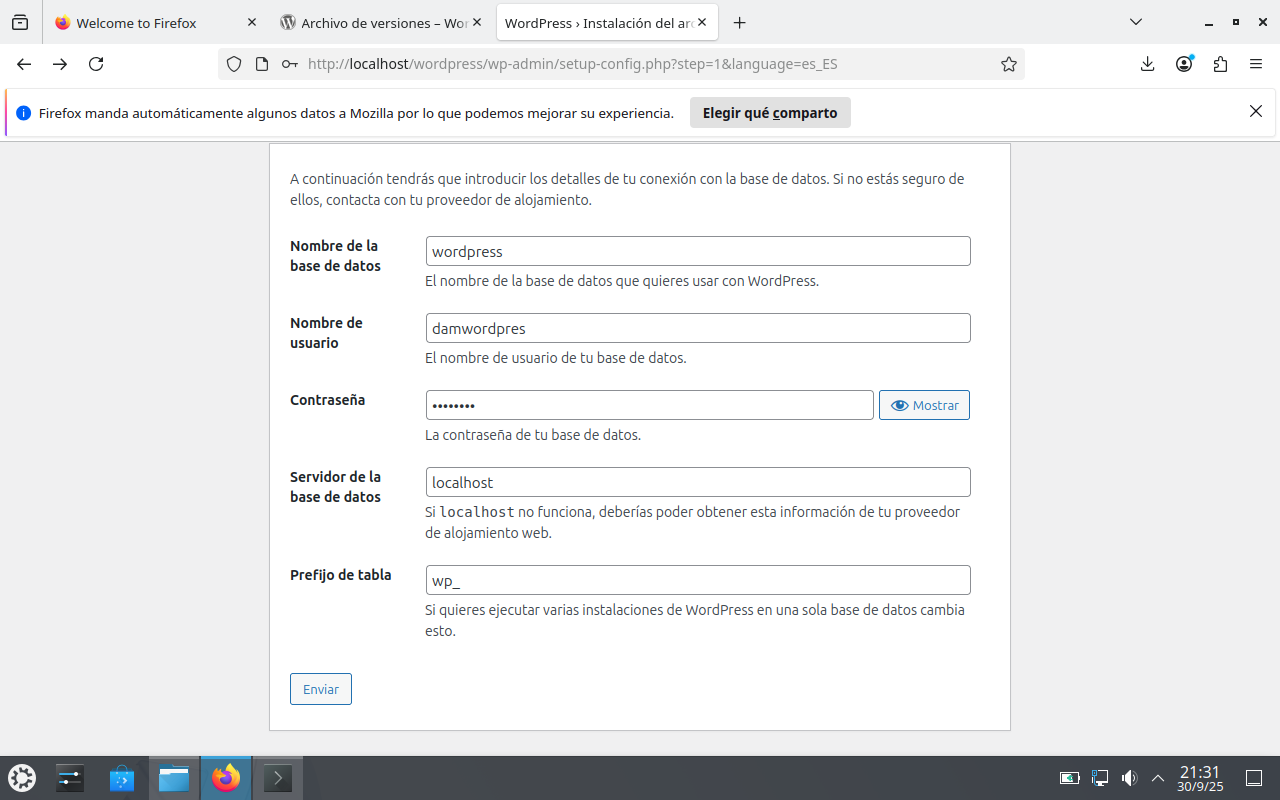 Welcome to Firefox
Archivo de versiones – Wor
WordPress › Instalación del ar
http://localhost/wordpress/wp-admin/setup-config.php?step=1&language=es_ES
Firefox manda automáticamente algunos datos a Mozilla por lo que podemos mejorar su experiencia.
Elegir qué comparto
A continuación tendrás que introducir los detalles de tu conexión con la base de datos. Si no estás seguro de
ellos, contacta con tu proveedor de alojamiento.
Nombre de la
base de datos
wordpress
El nombre de la base de datos que quieres usar con WordPress.
Nombre de
usuario
damwordpres
El nombre de usuario de tu base de datos.
Contraseña
••••••••
Mostrar
La contraseña de tu base de datos.
Servidor de la
base de datos
localhost
Si localhost no funciona, deberías poder obtener esta información de tu proveedor
de alojamiento web.
Prefijo de tabla
wp_
Si quieres ejecutar varias instalaciones de WordPress en una sola base de datos cambia
esto.
Enviar
21:31
30/9/25